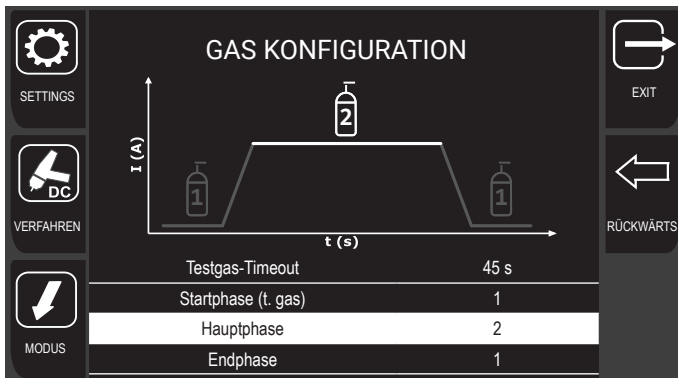 SETTINGS
DC
VERFAHREN
MODUS
GAS KONFIGURATION
I (A)
2
1
1
t (s)
Testgas-Timeout 45 s
Startphase (t. gas) 1
Hauptphase 2
Endphase 1
EXIT
RÜCKWÄRTS